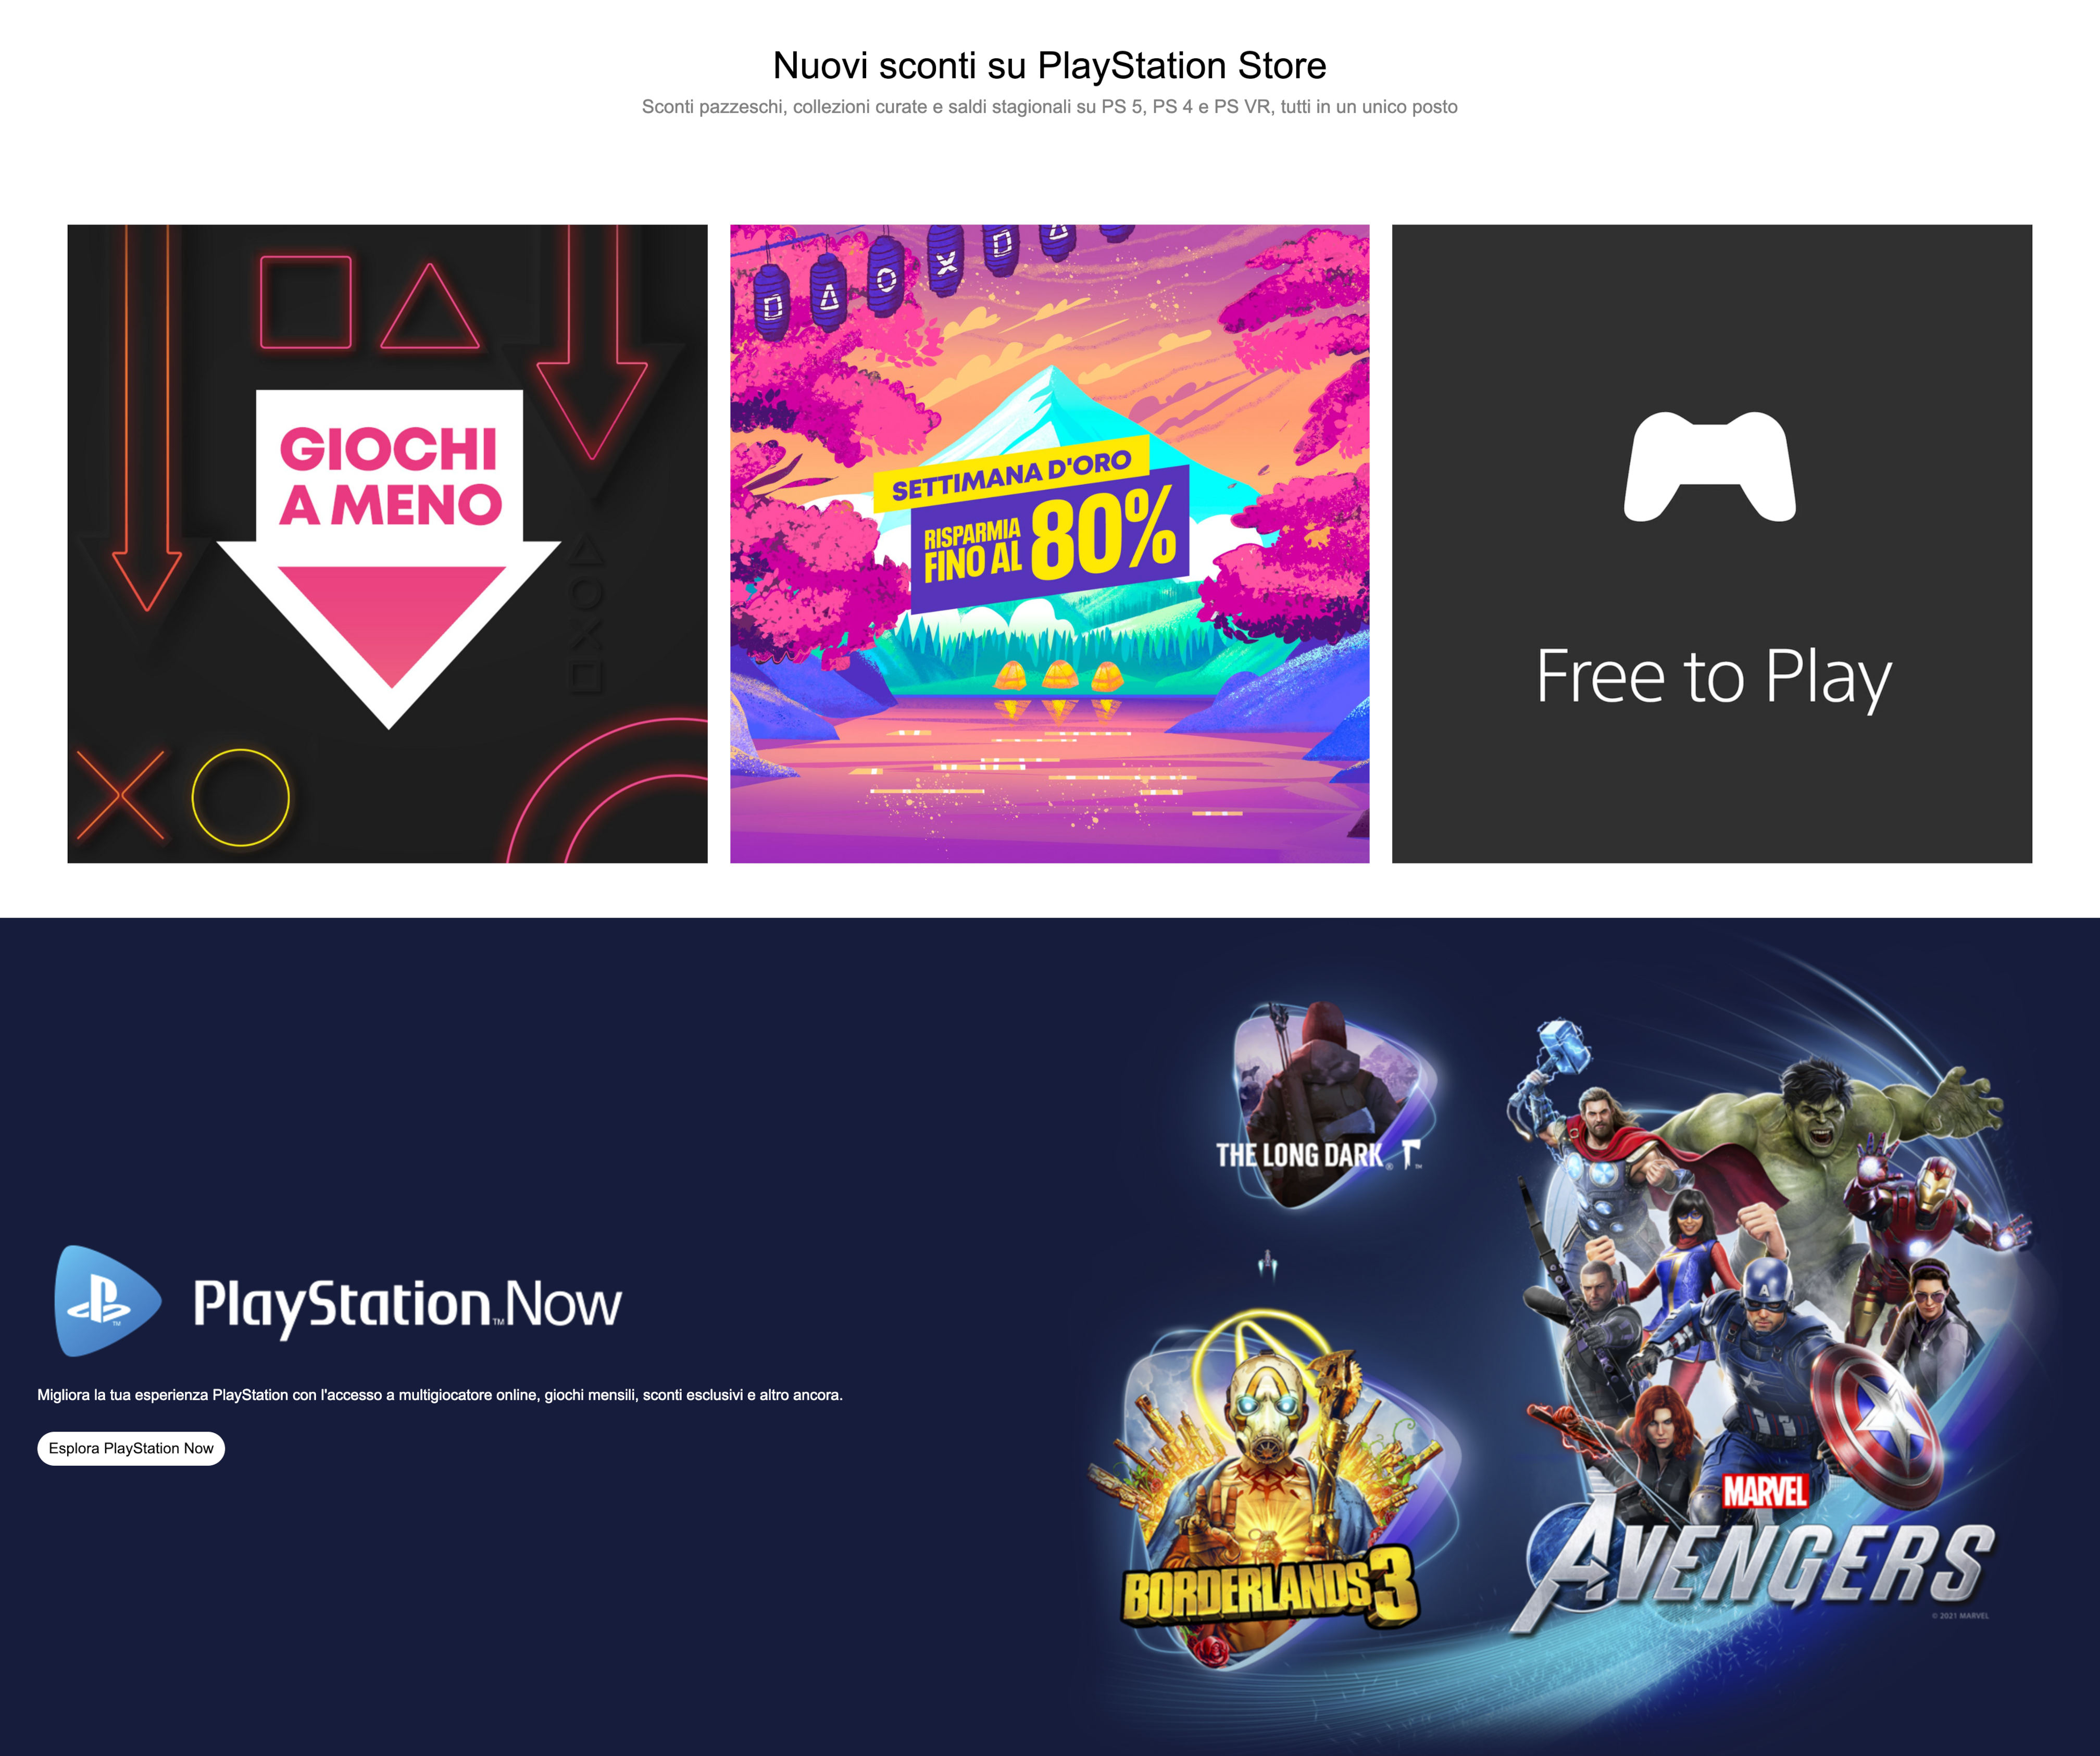 Nuovi sconti su PlayStation Store
Sconti pazzeschi, collezioni curate e saldi stagionali su PS 5, PS 4 e PS VR, tutti in un unico posto
GIOCHI
A MENO
SETTIMANA D'ORO
RISPARMIA
FINO AL 80%
Free to Play
THE LONG DARK
PlayStation™Now
Migliora la tua esperienza PlayStation con l'accesso a multigiocatore online, giochi mensili, sconti esclusivi e altro ancora.
Esplora PlayStation Now
BORDERLANDS 3
MARVEL
AVENGERS
© 2021 MARVEL